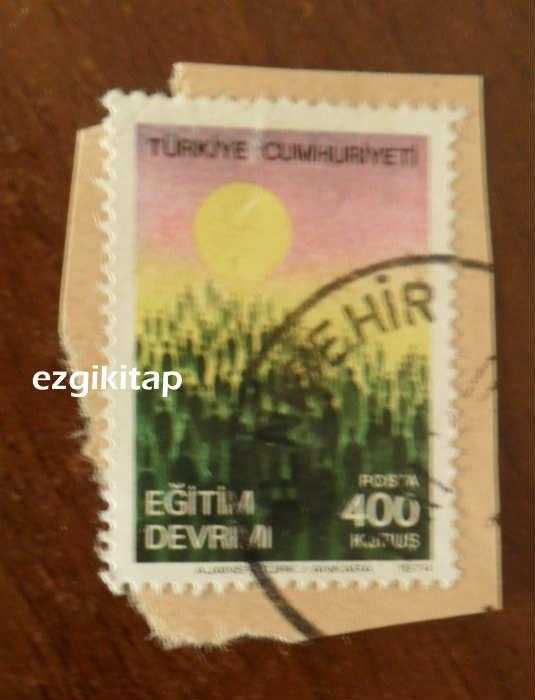 TÜRKİYE CUMHURİYETİ
EHİR
ezgikitap
EĞİTİM
DEVRİMİ
POSTA
400
KURUŞ